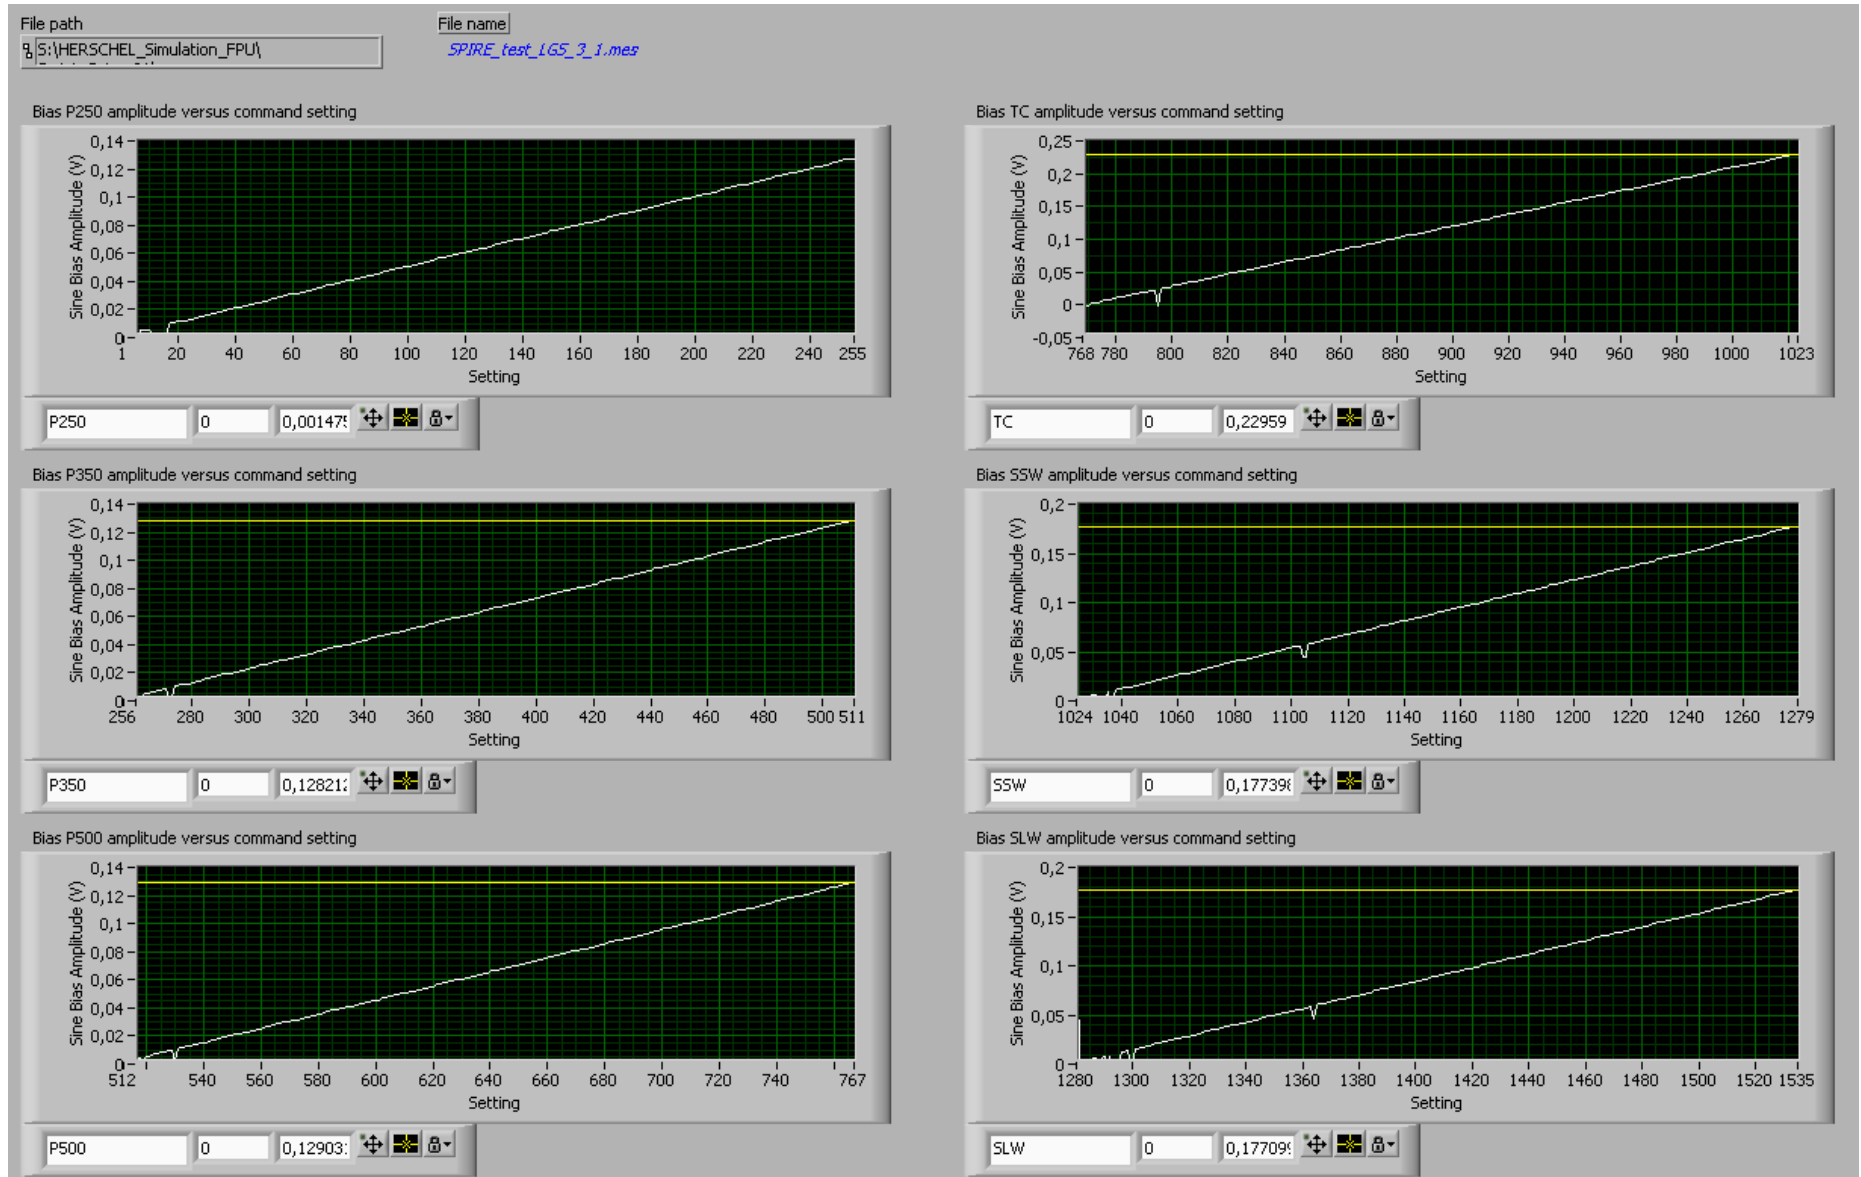 File path
File name
S:\HERSCHEL_Simulation_FPU\
SPIRE_test_LGS_3_1.mes
Bias P250 amplitude versus command setting
Sine Bias Amplitude (V)
0,14
0,12
0,1
0,08
0,06
0,04
0,02
0
1 20 40 60 80 100 120 140 160 180 200 220 240 255
Setting
P250 0 0,001475
Bias TC amplitude versus command setting
Sine Bias Amplitude (V)
0,25
0,2
0,15
0,1
0,05
0
-0,05
768 780 800 820 840 860 880 900 920 940 960 980 1000 1023
Setting
TC 0 0,22959
Bias P350 amplitude versus command setting
Sine Bias Amplitude (V)
0,14
0,12
0,1
0,08
0,06
0,04
0,02
0
256 280 300 320 340 360 380 400 420 440 460 480 500 511
Setting
P350 0 0,128212
Bias SSW amplitude versus command setting
Sine Bias Amplitude (V)
0,2
0,15
0,1
0,05
0
1024 1040 1060 1080 1100 1120 1140 1160 1180 1200 1220 1240 1260 1279
Setting
SSW 0 0,177398
Bias P500 amplitude versus command setting
Sine Bias Amplitude (V)
0,14
0,12
0,1
0,08
0,06
0,04
0,02
0
512 540 560 580 600 620 640 660 680 700 720 740 767
Setting
P500 0 0,12903
Bias SLW amplitude versus command setting
Sine Bias Amplitude (V)
0,2
0,15
0,1
0,05
0
1280 1300 1320 1340 1360 1380 1400 1420 1440 1460 1480 1500 1520 1535
Setting
SLW 0 0,177099